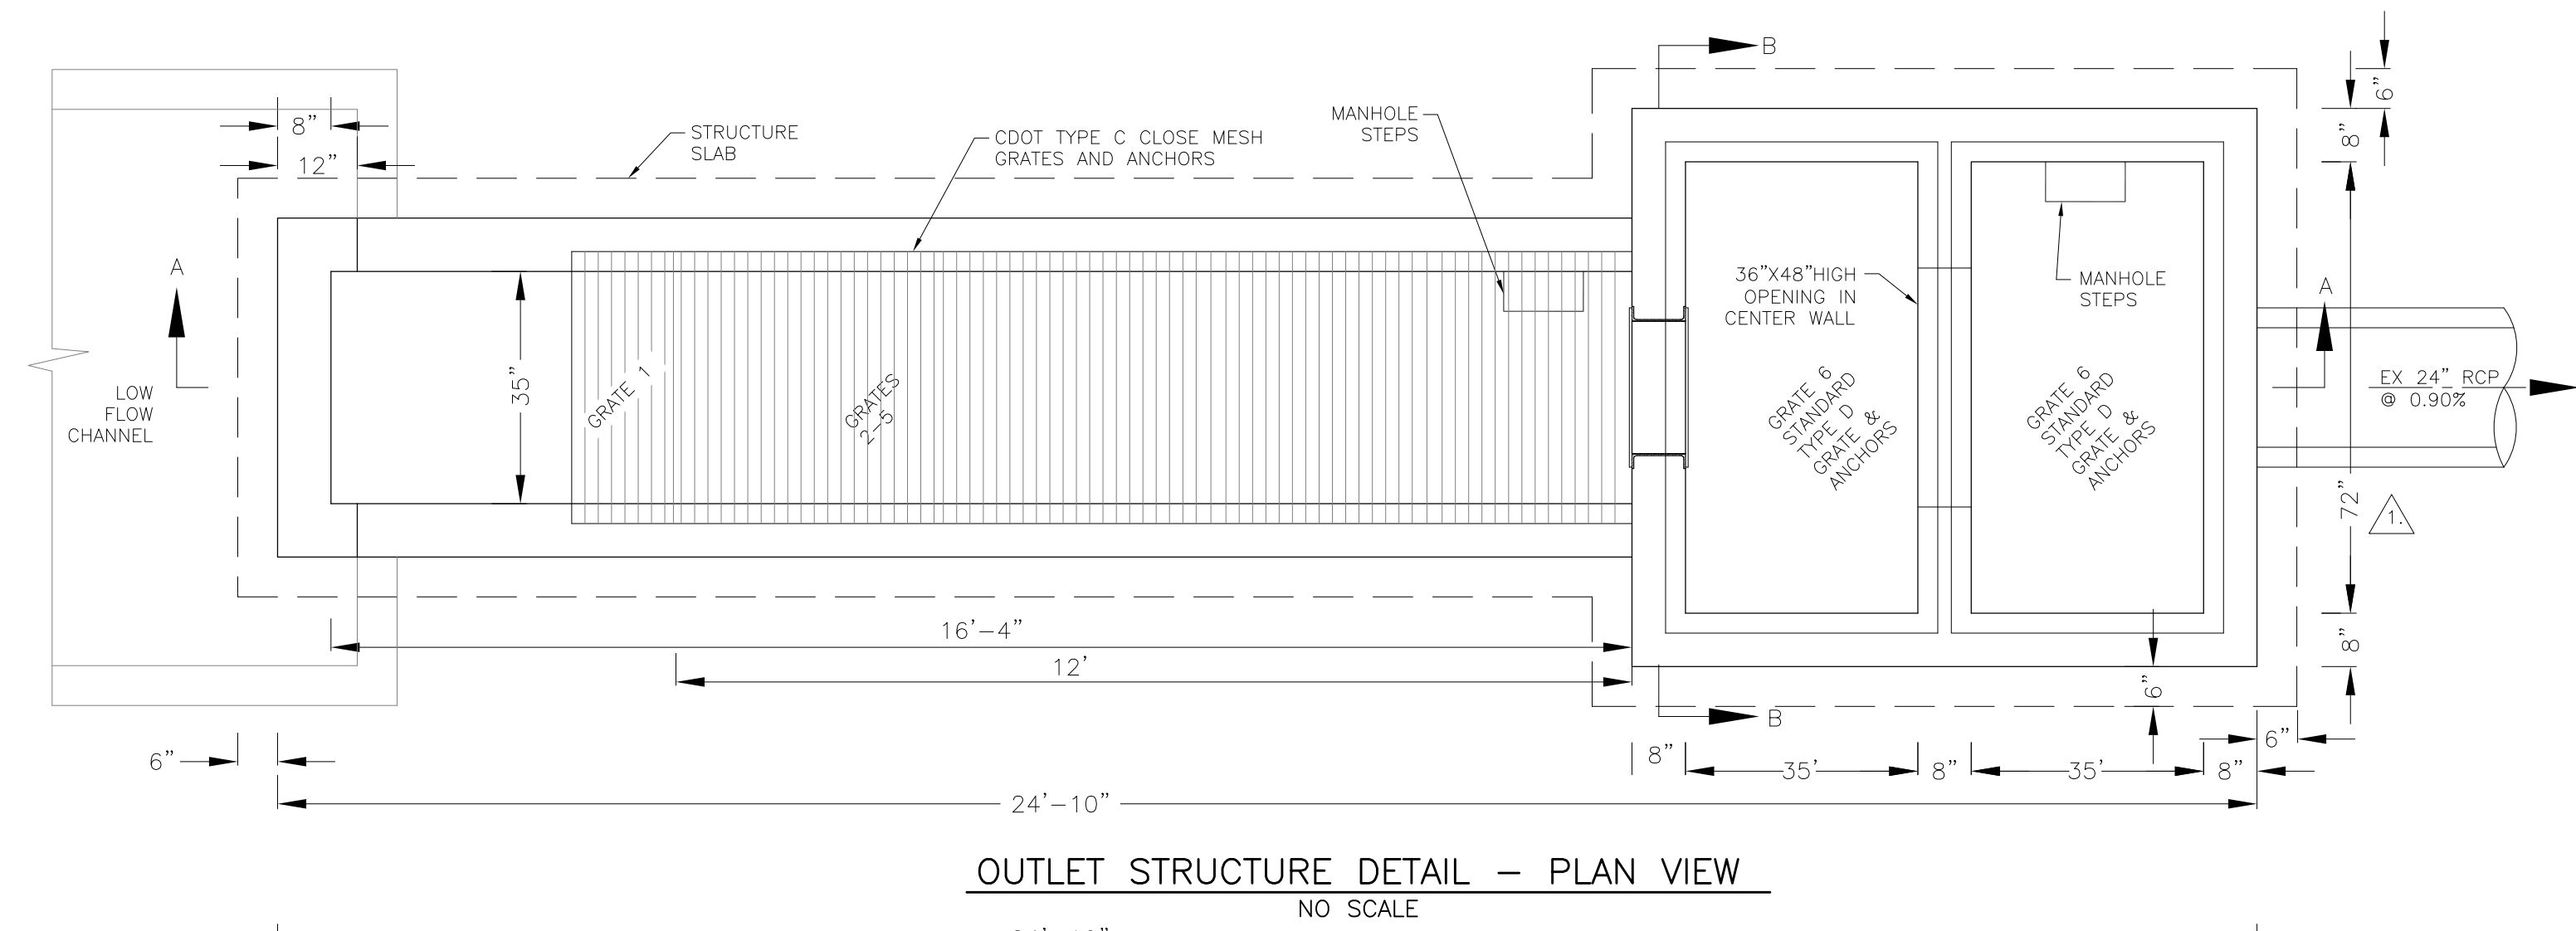 B
6"
8"
MANHOLE
STEPS
8"
STRUCTURE
SLAB
CDOT TYPE C CLOSE MESH
GRATES AND ANCHORS
12"
A
36"X48"HIGH
OPENING IN
CENTER WALL
MANHOLE
STEPS
A
LOW
FLOW
CHANNEL
35"
GRATE 1
GRATES
2-5
GRATE 6
STANDARD
TYPE D
GRATE &
ANCHORS
GRATE 6
STANDARD
TYPE D
GRATE &
ANCHORS
EX 24" RCP
@ 0.90%
72"
1.
16'-4"
12'
8"
6"
B
6"
6"
8"
35'
8"
35'
8"
24'-10"
OUTLET STRUCTURE DETAIL - PLAN VIEW
NO SCALE